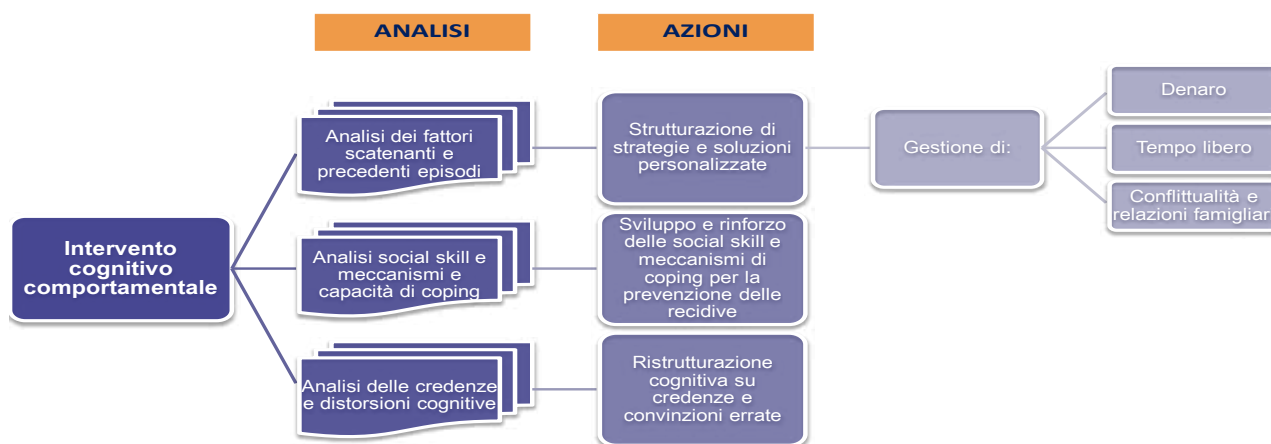 ANALISI
AZIONI
Intervento
cognitivo
comportamentale
Analisi dei fattori
scatenanti e
precedenti episodi
Strutturazione di
strategie e soluzioni
personalizzate
Gestione di:
Denaro
Tempo libero
Conflittualità e
relazioni famigliar
Analisi social skill e
meccanismi e
capacità di coping
Sviluppo e rinforzo
delle social skill e
meccanismi di
coping per la
prevenzione delle
recidive
Analisi delle credenze
e distorsioni cognitive
Ristrutturazione
cognitiva su
credenze e
convinzioni errate